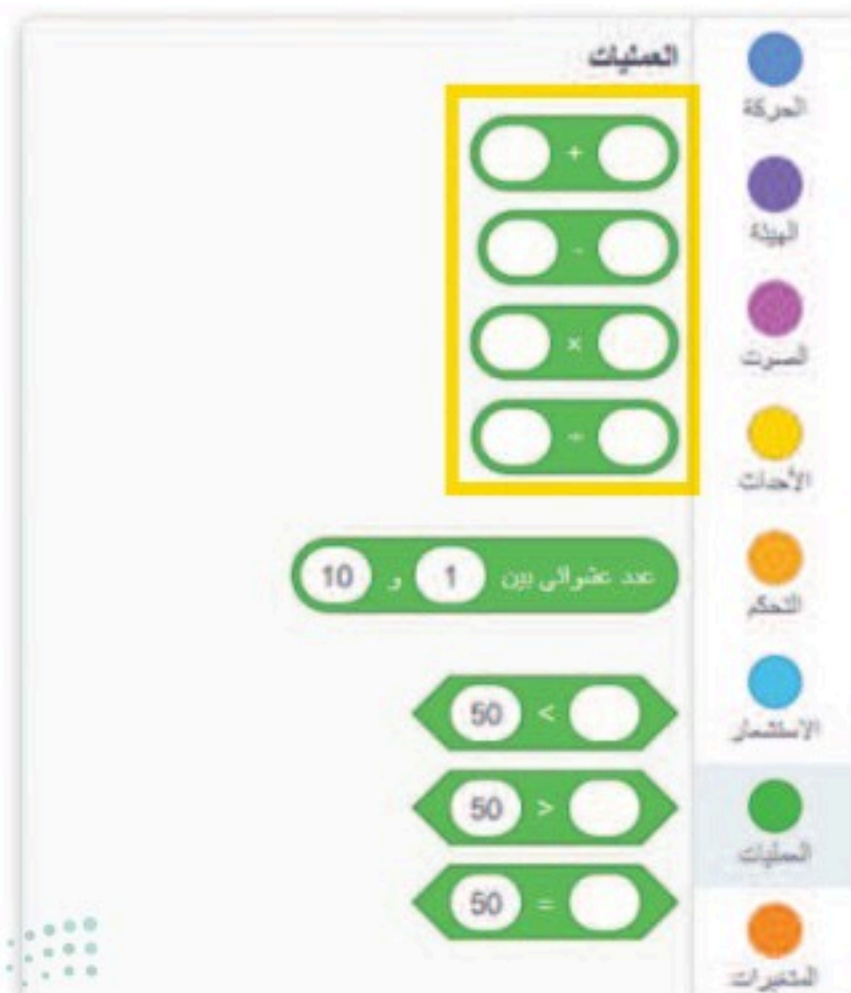 العمليات
+
-
×
÷
عدد عشوائي بين 1 و 10
< 50
> 50
= 50
الحركة
الهيئة
الصوت
الأحداث
التحكم
الاستشعار
العمليات
المتغيرات